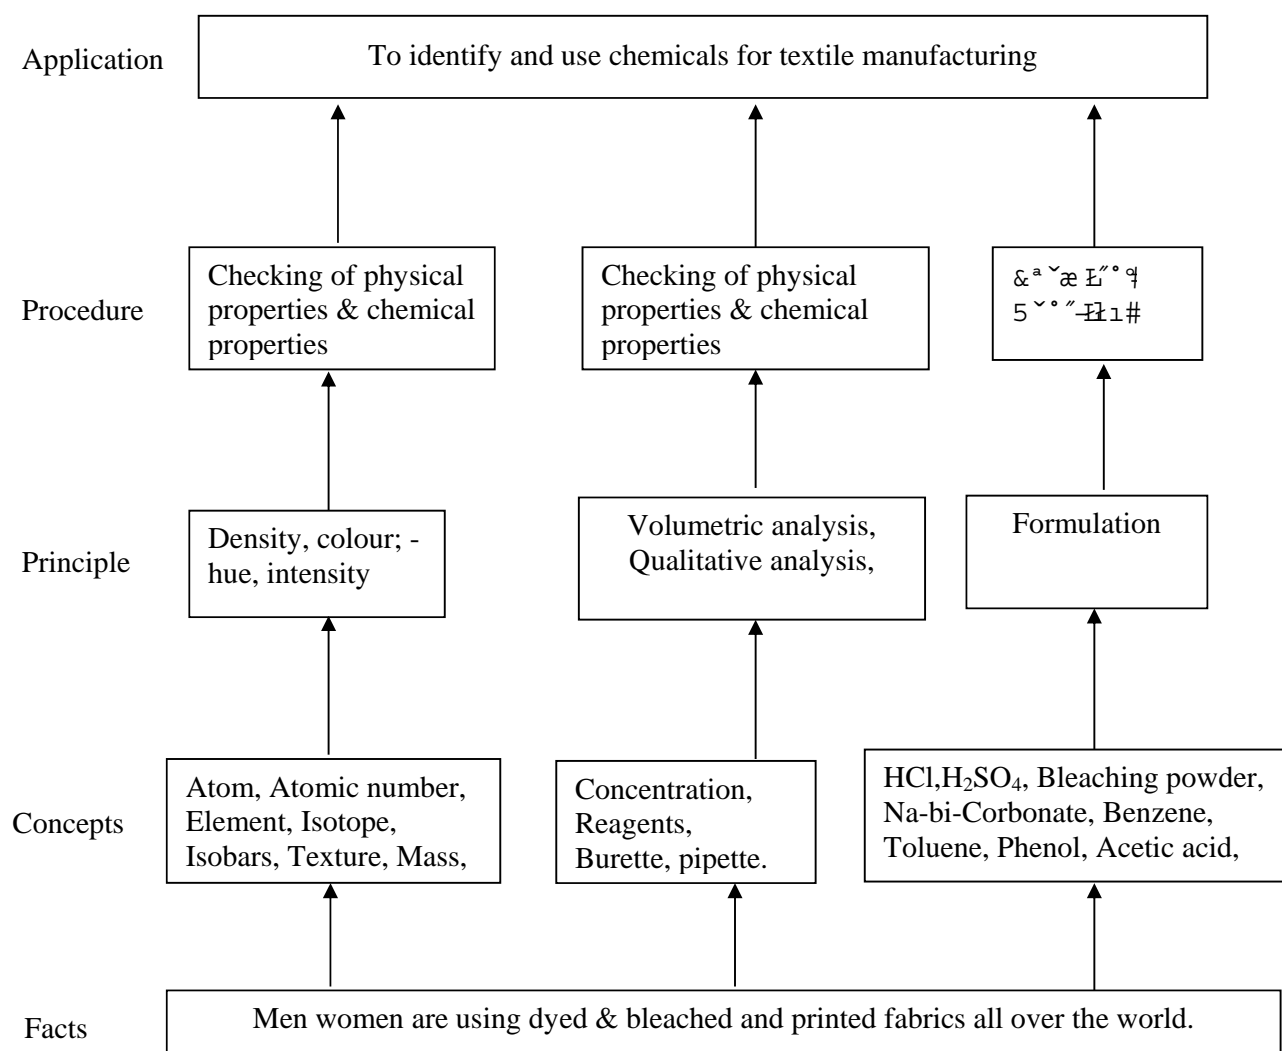 Application
To identify and use chemicals for textile manufacturing
Procedure
Checking of physical
properties & chemical
properties
Checking of physical
properties & chemical
properties
Principle
Density, colour; -
hue, intensity
Volumetric analysis,
Qualitative analysis,
Formulation
Concepts
Atom, Atomic number,
Element, Isotope,
Isobars, Texture, Mass,
Concentration,
Reagents,
Burette, pipette.
HCl,H₂SO₄, Bleaching powder,
Na-bi-Corbonate, Benzene,
Toluene, Phenol, Acetic acid,
Facts
Men women are using dyed & bleached and printed fabrics all over the world.